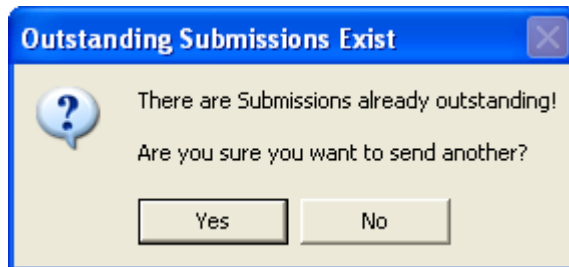 Outstanding Submissions Exist
There are Submissions already outstanding!
Are you sure you want to send another?
Yes
No